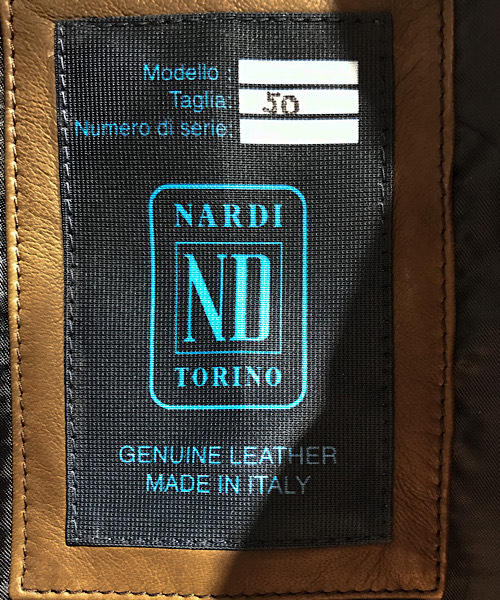 Modello :
Taglia: 50
Numero di serie:
NARDI
ND
TORINO
GENUINE LEATHER
MADE IN ITALY